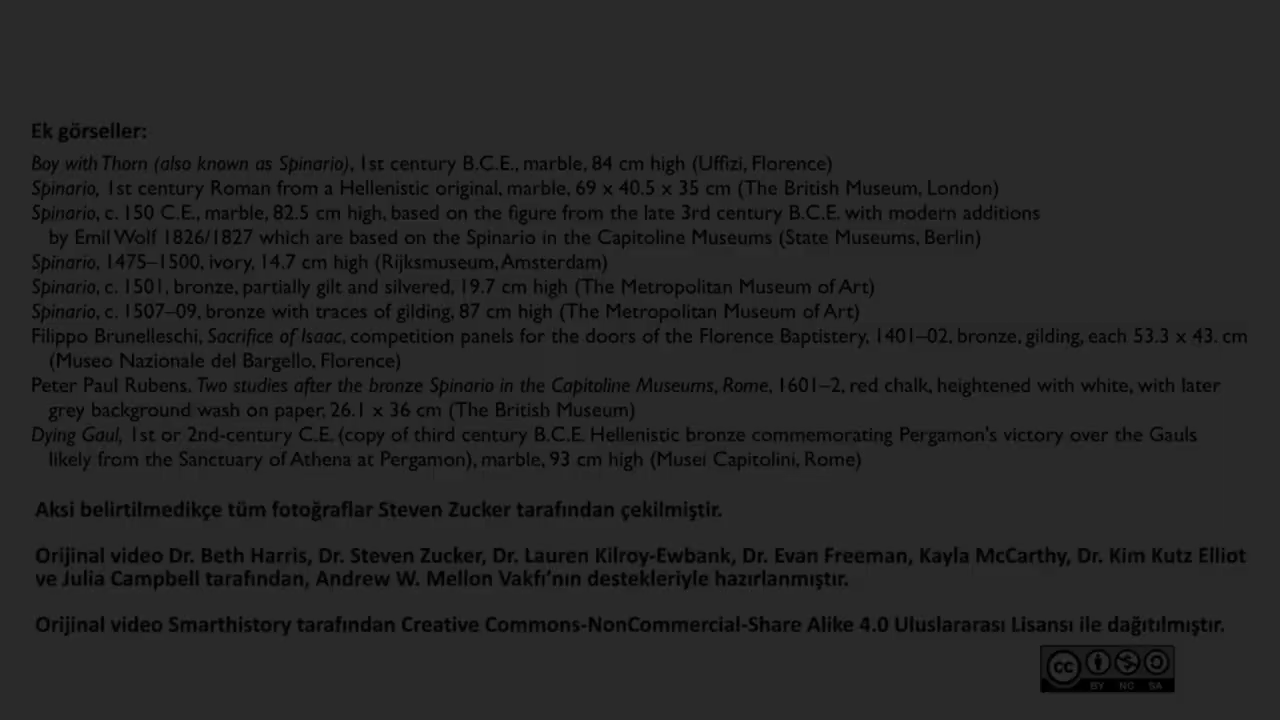 Ek görseller:
Boy with Thorn (also known as Spinario), 1st century B.C.E., marble, 84 cm high (Uffizi, Florence)
Spinario, 1st century Roman from a Hellenistic original, marble, 69 x 40.5 x 35 cm (The British Museum, London)
Spinario, c. 150 C.E., marble, 82.5 cm high, based on the figure from the late 3rd century B.C.E. with modern additions
by Emil Wolf 1826/1827 which are based on the Spinario in the Capitoline Museums (State Museums, Berlin)
Spinario, 1475–1500, ivory, 14.7 cm high (Rijksmuseum, Amsterdam)
Spinario, c. 1501, bronze, partially gilt and silvered, 19.7 cm high (The Metropolitan Museum of Art)
Spinario, c. 1507–09, bronze with traces of gilding, 87 cm high (The Metropolitan Museum of Art)
Filippo Brunelleschi, Sacrifice of Isaac, competition panels for the doors of the Florence Baptistery, 1401–02, bronze, gilding, each 53.3 x 43. cm
(Museo Nazionale del Bargello, Florence)
Peter Paul Rubens. Two studies after the bronze Spinario in the Capitoline Museums, Rome, 1601–2, red chalk, heightened with white, with later
grey background wash on paper, 26.1 x 36 cm (The British Museum)
Dying Gaul, 1st or 2nd-century C.E. (copy of third century B.C.E. Hellenistic bronze commemorating Pergamon's victory over the Gauls
likely from the Sanctuary of Athena at Pergamon), marble, 93 cm high (Musei Capitolini, Rome)
Aksi belirtilmedikçe tüm fotoğraflar Steven Zucker tarafından çekilmiştir.
Orijinal video Dr. Beth Harris, Dr. Steven Zucker, Dr. Lauren Kilroy-Ewbank, Dr. Evan Freeman, Kayla McCarthy, Dr. Kim Kutz Elliot
ve Julia Campbell tarafından, Andrew W. Mellon Vakfı'nın destekleriyle hazırlanmıştır.
Orijinal video Smarthistory tarafından Creative Commons-NonCommercial-Share Alike 4.0 Uluslararası Lisansı ile dağıtılmıştır.
cc
BY NC SA